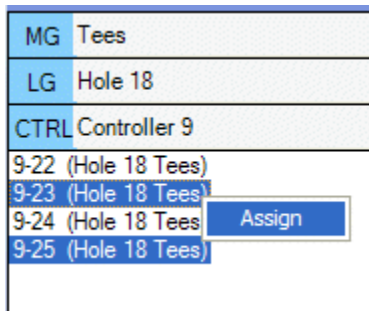 MG Tees
LG Hole 18
CTRL Controller 9
9-22 (Hole 18 Tees)
9-23 (Hole 18 Tees)
9-24 (Hole 18 Tees Assign
9-25 (Hole 18 Tees)